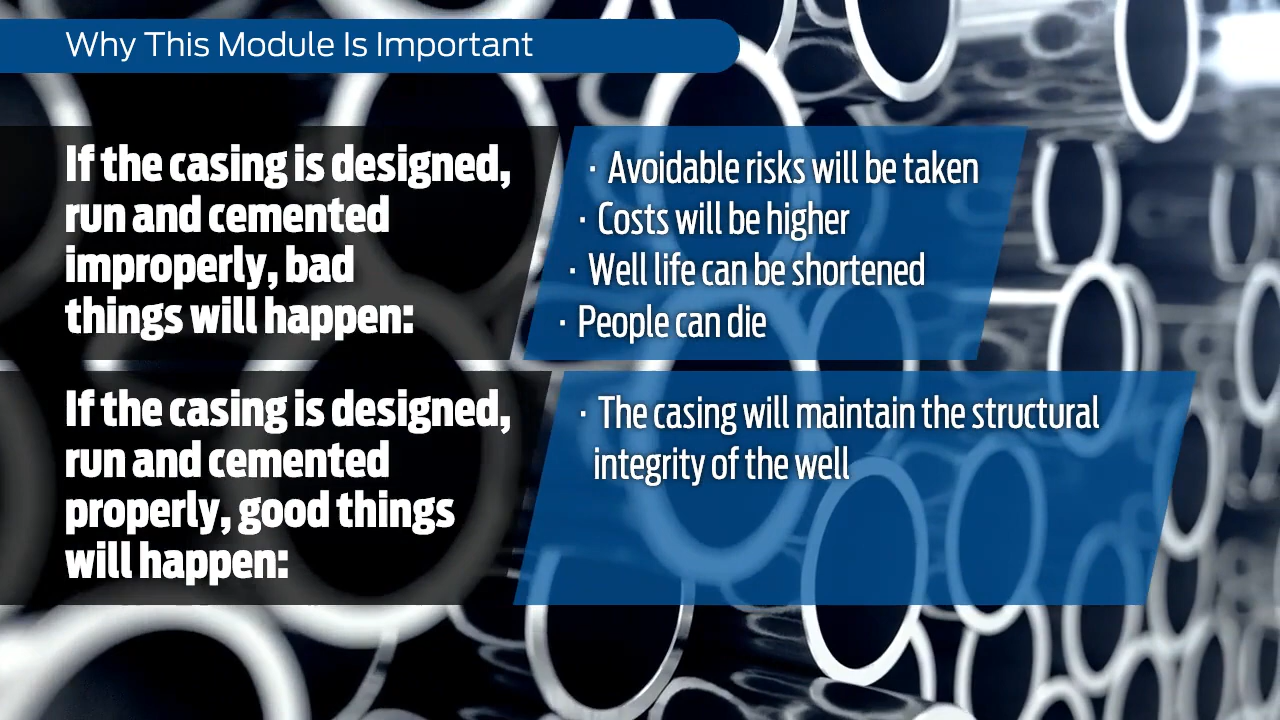 Why This Module Is Important
If the casing is designed,
run and cemented
improperly, bad
things will happen:
· Avoidable risks will be taken
· Costs will be higher
· Well life can be shortened
· People can die
If the casing is designed,
run and cemented
properly, good things
will happen:
· The casing will maintain the structural
integrity of the well